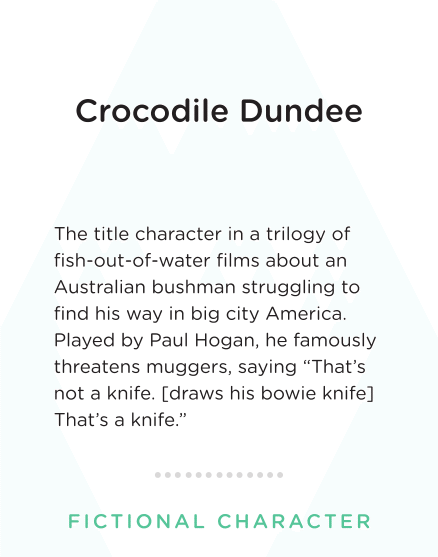 Crocodile Dundee
The title character in a trilogy of
fish-out-of-water films about an
Australian bushman struggling to
find his way in big city America.
Played by Paul Hogan, he famously
threatens muggers, saying “That’s
not a knife. [draws his bowie knife]
That’s a knife.”
FICTIONAL CHARACTER